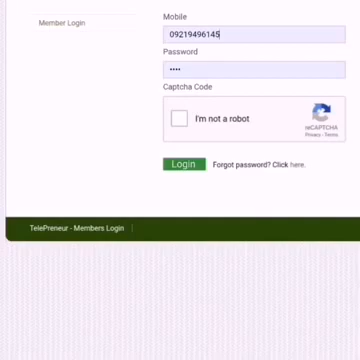 Mobile
Member Login
09219496145
Password
••••
Captcha Code
I'm not a robot
reCAPTCHA
Privacy - Terms
Login
Forgot password? Click here.
TelePreneur - Members Login |